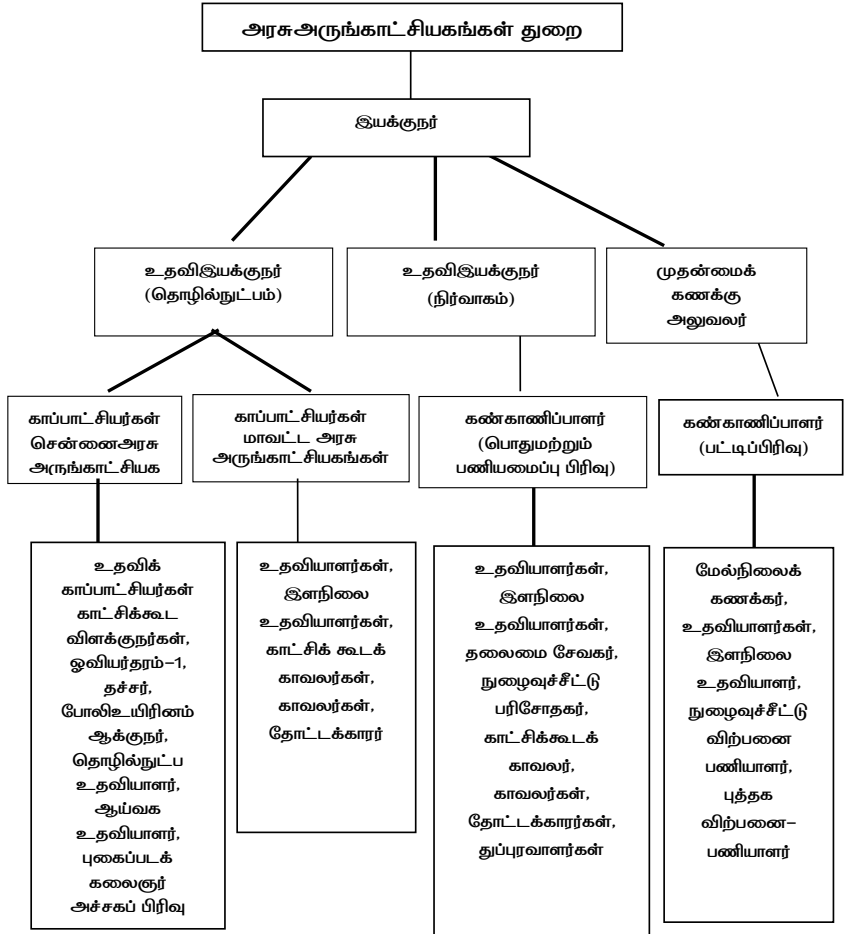 அரசுஅருங்காட்சியகங்கள் துறை
இயக்குநர்
உதவிஇயக்குநர்
(தொழில்நுட்பம்)
உதவிஇயக்குநர்
(நிர்வாகம்)
முதன்மைக்
கணக்கு
அலுவலர்
காப்பாட்சியர்கள்
சென்னைஅரசு
அருங்காட்சியக
காப்பாட்சியர்கள்
மாவட்ட அரசு
அருங்காட்சியகங்கள்
கண்காணிப்பாளர்
(பொதுமற்றும்
பணியமைப்பு பிரிவு)
கண்காணிப்பாளர்
(பட்டிப்பிரிவு)
உதவிக்
காப்பாட்சியர்கள்
காட்சிக்கூட
விளக்குநர்கள்,
ஓவியர்தரம்–1,
தச்சர்,
போலிஉயிரினம்
ஆக்குநர்,
தொழில்நுட்ப
உதவியாளர்,
ஆய்வக
உதவியாளர்,
புகைப்படக்
கலைஞர்
அச்சகப் பிரிவு
உதவியாளர்கள்,
இளநிலை
உதவியாளர்கள்,
காட்சிக் கூடக்
காவலர்கள்,
காவலர்கள்,
தோட்டக்காரர்
உதவியாளர்கள்,
இளநிலை
உதவியாளர்கள்,
தலைமை சேவகர்,
நுழைவுச்சீட்டு
பரிசோதகர்,
காட்சிக்கூடக்
காவலர்,
காவலர்கள்,
தோட்டக்காரர்கள்,
துப்புரவாளர்கள்
மேல்நிலைக்
கணக்கர்,
உதவியாளர்கள்,
இளநிலை
உதவியாளர்,
நுழைவுச்சீட்டு
விற்பனை
பணியாளர்,
புத்தக
விற்பனை–
பணியாளர்